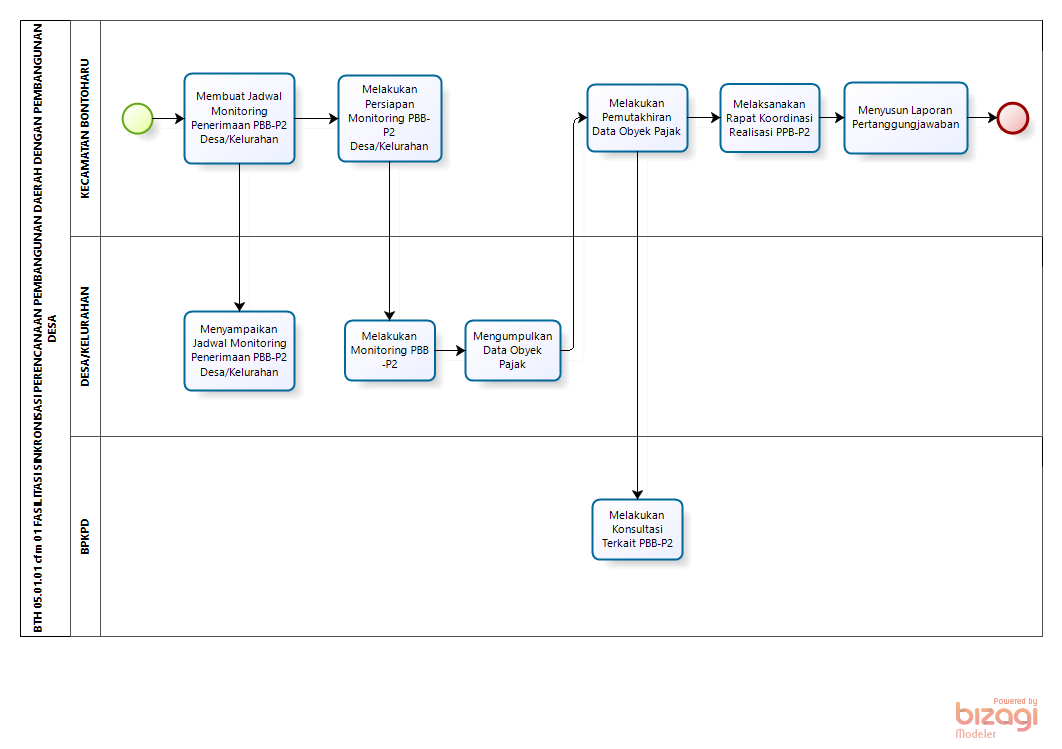 BTH 05.01.01 cfm 01 FASILITASI SINKRONISASI PERENCANAAN PEMBANGUNAN DAERAH DENGAN PEMBANGUNAN
DESA
KECAMATAN BONTOHARU
Membuat Jadwal
Monitoring
Penerimaan PBB-P2
Desa/Kelurahan
Melakukan
Persiapan
Monitoring PBB-
P2
Desa/Kelurahan
Melakukan
Pemutakhiran
Data Obyek Pajak
Melaksanakan
Rapat Koordinasi
Realisasi PPB-P2
Menyusun Laporan
Pertanggungjawaban
DESA/KELURAHAN
Menyampaikan
Jadwal Monitoring
Penerimaan PBB-P2
Desa/Kelurahan
Melakukan
Monitoring PBB
-P2
Mengumpulkan
Data Obyek
Pajak
BPKPD
Melakukan
Konsultasi
Terkait PBB-P2
Powered by
bizagi
Modeler